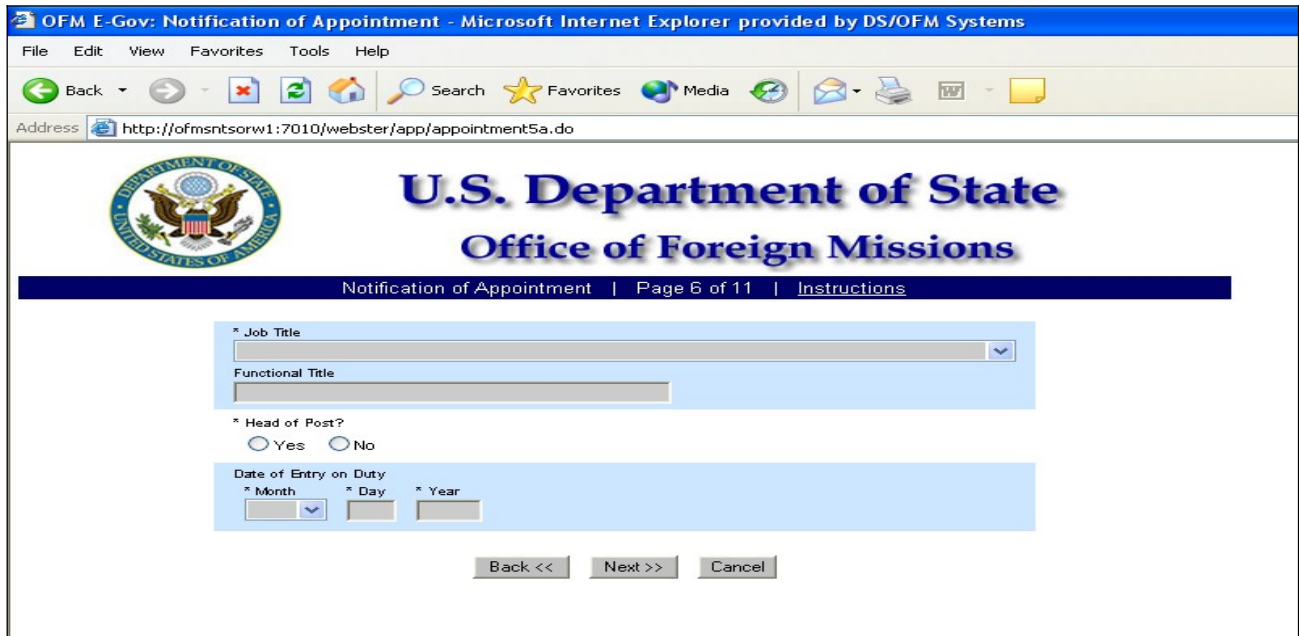 OFM E-Gov: Notification of Appointment - Microsoft Internet Explorer provided by DS/OFM Systems
File Edit View Favorites Tools Help
Back Search Favorites Media
Address http://ofmsntsorw1:7010/webster/app/appointment5a.do
DEPARTMENT OF STATE
UNITED STATES OF AMERICA
U.S. Department of State
Office of Foreign Missions
Notification of Appointment | Page 6 of 11 | Instructions
* Job Title
Functional Title
* Head of Post?
Yes No
Date of Entry on Duty
* Month * Day * Year
Back << Next >> Cancel